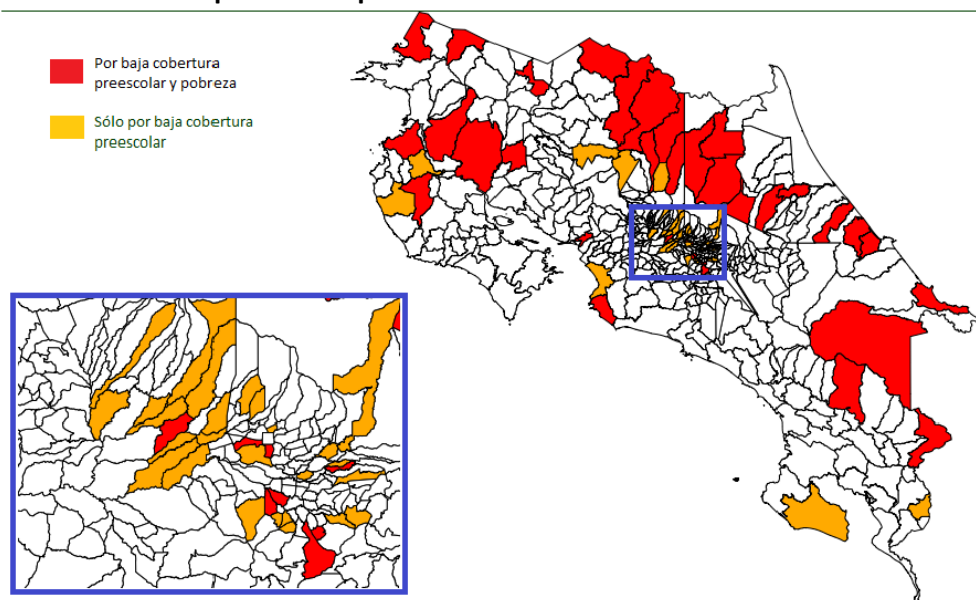 Por baja cobertura
preescolar y pobreza
Sólo por baja cobertura
preescolar